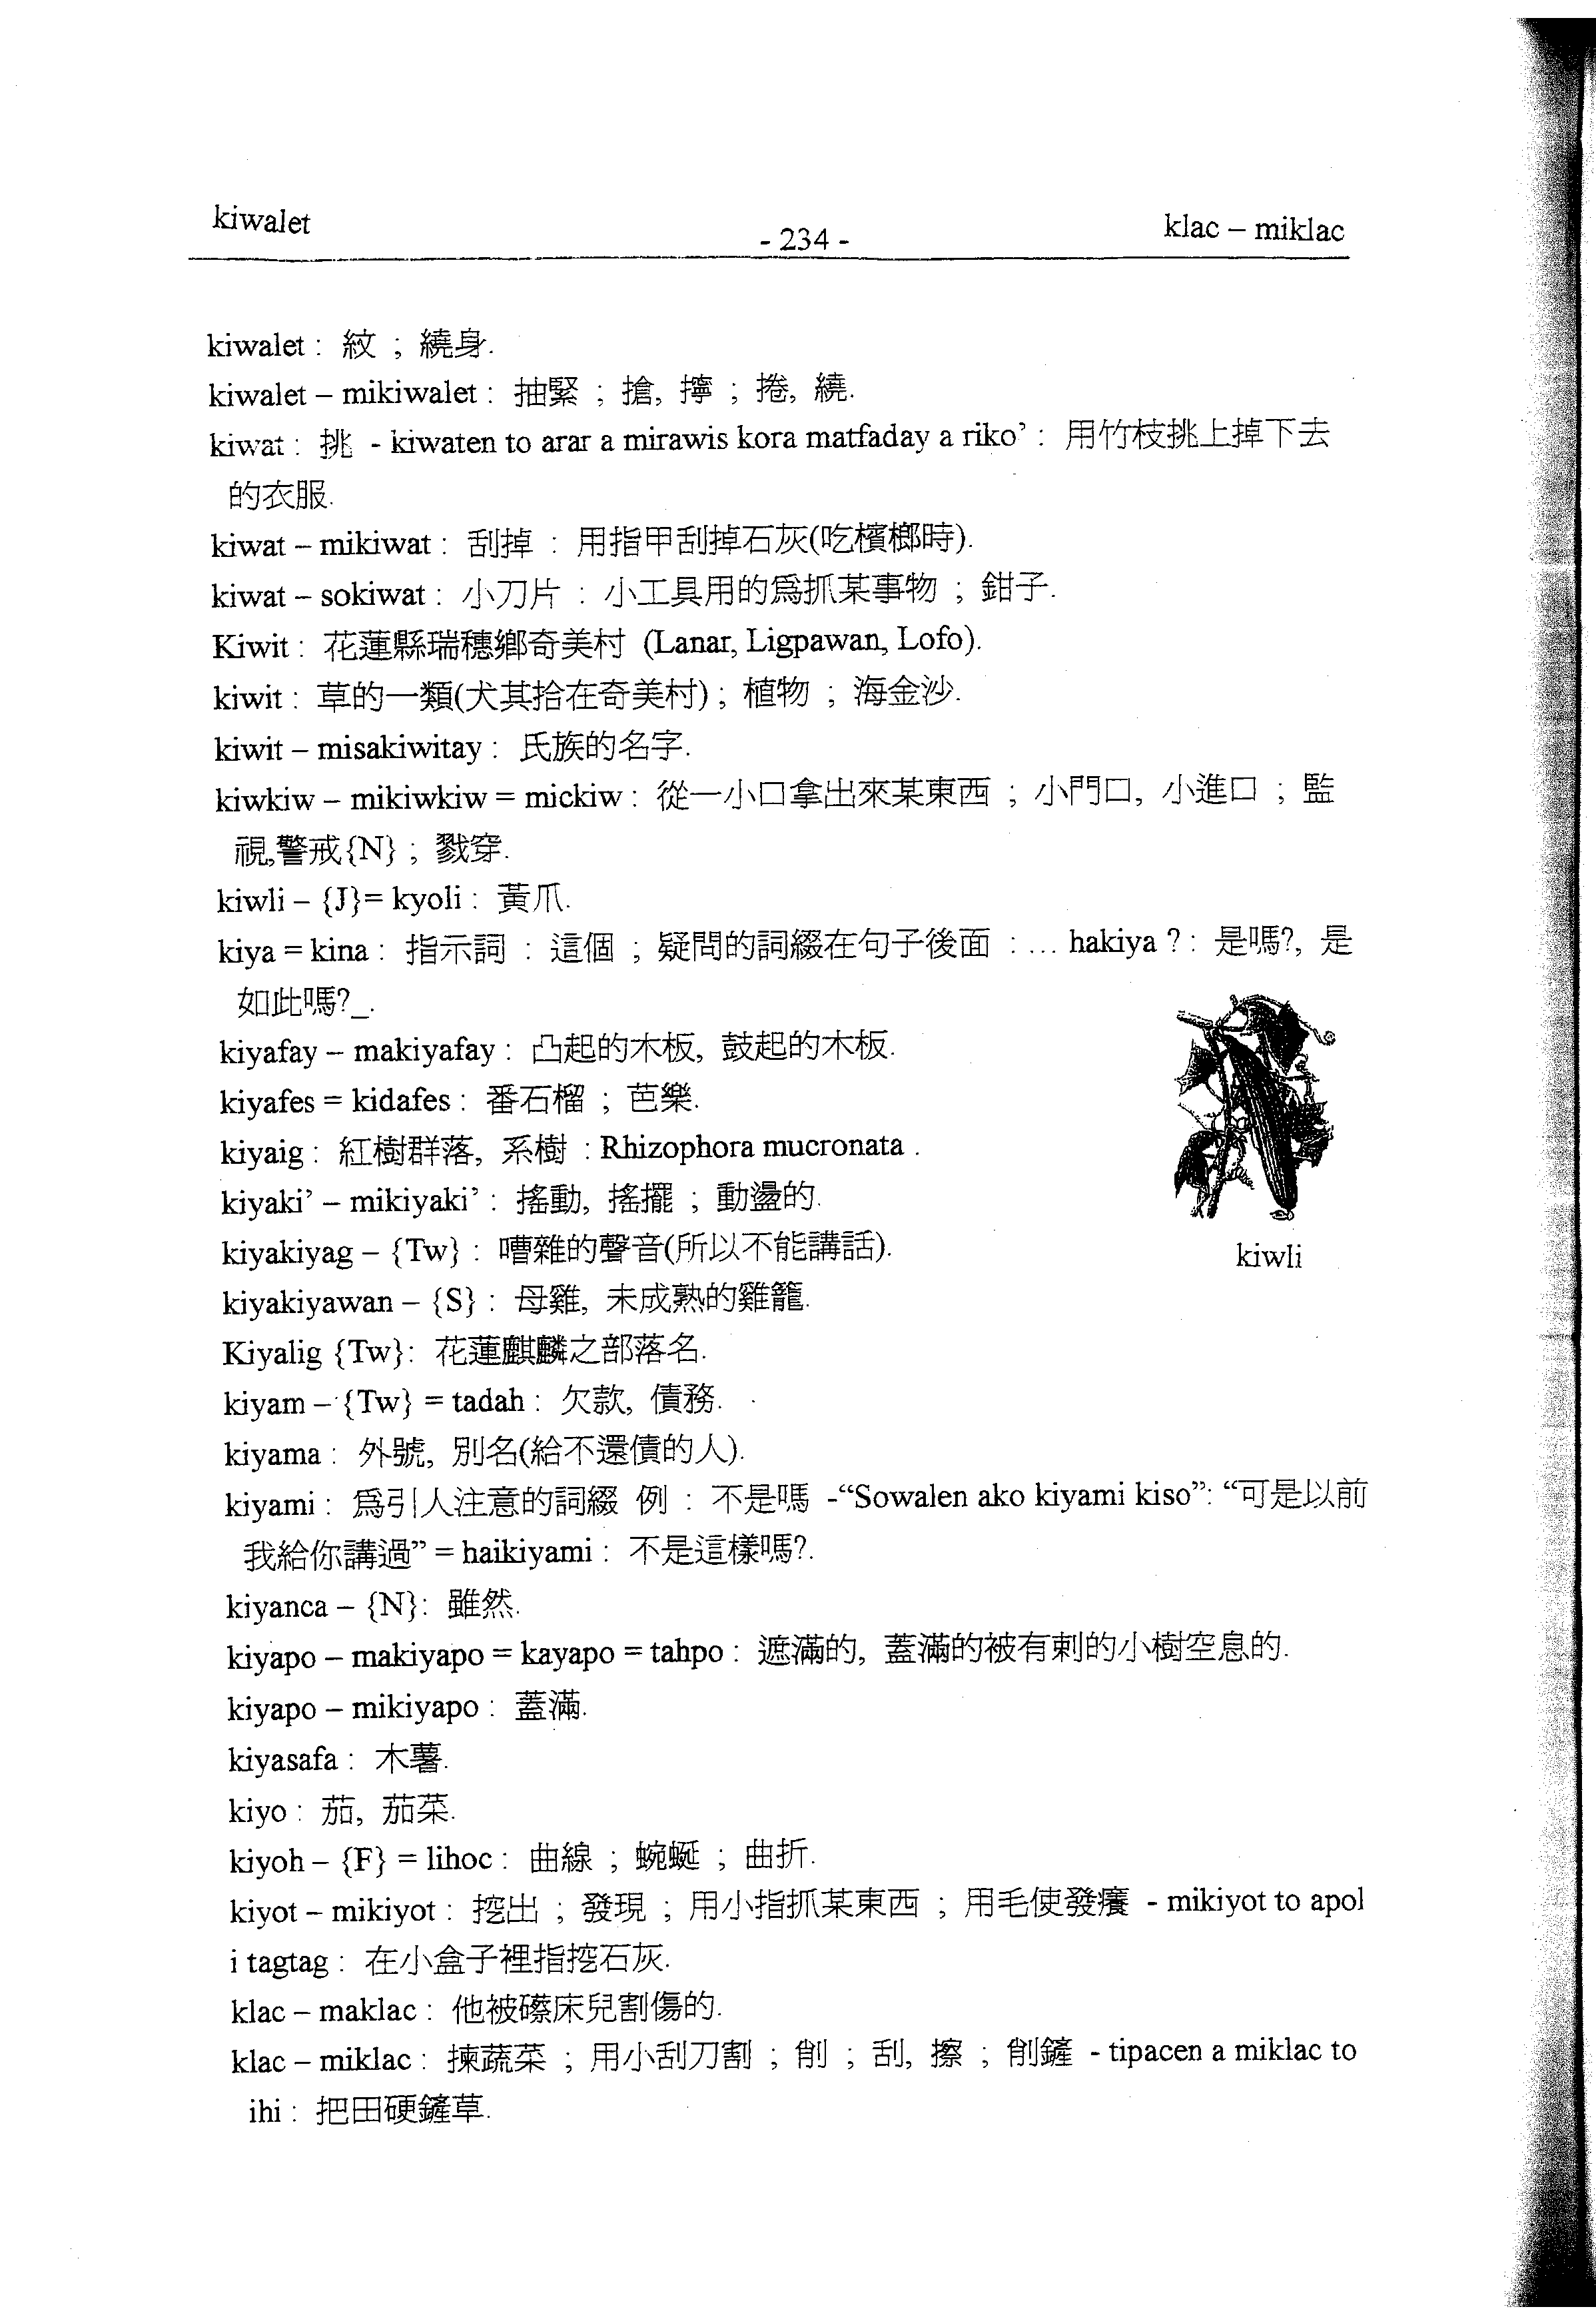 kiwalet
- 234 -
klac – miklac
kiwalet : 紋 ; 繞身.
kiwalet – mikiwalet : 抽緊 ; 搶, 擰 ; 捲, 繞.
kiwat : 挑 - kiwaten to arar a mirawis kora matfaday a riko’ : 用竹枝挑上掉下去
的衣服.
kiwat – mikiwat : 刮掉 : 用指甲刮掉石灰(吃檳榔時).
kiwat – sokiwat : 小刀片 : 小工具用的爲抓某事物 ; 鉗子.
Kiwit : 花蓮縣瑞穗鄉奇美村 (Lanar, Ligpawan, Lofo).
kiwit : 草的一類(犬其拾在奇美村) ; 植物 ; 海金沙.
kiwit – misakiwitay : 氏族的名字.
kiwkiw – mikiwkiw = mickiw : 從一小口拿出來某東西 ; 小門口, 小進口 ; 監
視,警戒{N} ; 戮穿.
kiwli – {J}= kyoli : 黃爪.
kiya = kina : 指示詞 : 這個 ; 疑問的詞綴在句子後面 : ... hakiya ? : 是嗎?, 是
如此嗎?_.
kiyafay – makiyafay : 凸起的木板, 鼓起的木板.
kiyafes = kidafes : 番石榴 ; 芭樂.
kiyaig : 紅樹群落, 系樹 : Rhizophora mucronata .
kiyaki’ – mikiyaki’ : 搖動, 搖擺 ; 動盪的.
kiyakiyag – {Tw} : 嘈雜的聲音(所以不能講話).
kiwli
kiyakiyawan – {S} : 母雞, 未成熟的雞籠.
Kiyalig {Tw}: 花蓮麒麟之部落名.
kiyam – {Tw} = tadah : 欠款, 債務.
kiyama : 外號, 別名(給不還債的人).
kiyami : 爲引人注意的詞綴 例 : 不是嗎 -“Sowalen ako kiyami kiso”: “可是以前
我給你講過” = haikiyami : 不是這樣嗎?.
kiyanca – {N}: 雖然.
kiyapo – makiyapo = kayapo = tahpo : 遮滿的, 蓋滿的被有刺的小樹空息的.
kiyapo – mikiyapo : 蓋滿.
kiyasafa : 木薯.
kiyo : 茄, 茄菜.
kiyoh – {F} = lihoc : 曲線 ; 蜿蜒 ; 曲折.
kiyot – mikiyot : 挖出 ; 發現 ; 用小指抓某東西 ; 用毛使發癢 - mikiyot to apol
i tagtag : 在小盒子裡指挖石灰.
klac – maklac : 他被礤床兒割傷的.
klac – miklac : 揀蔬菜 ; 用小刮刀割 ; 削 ; 刮, 擦 ; 削鏟 - tipacen a miklac to
ihi : 把田硬鏟草.